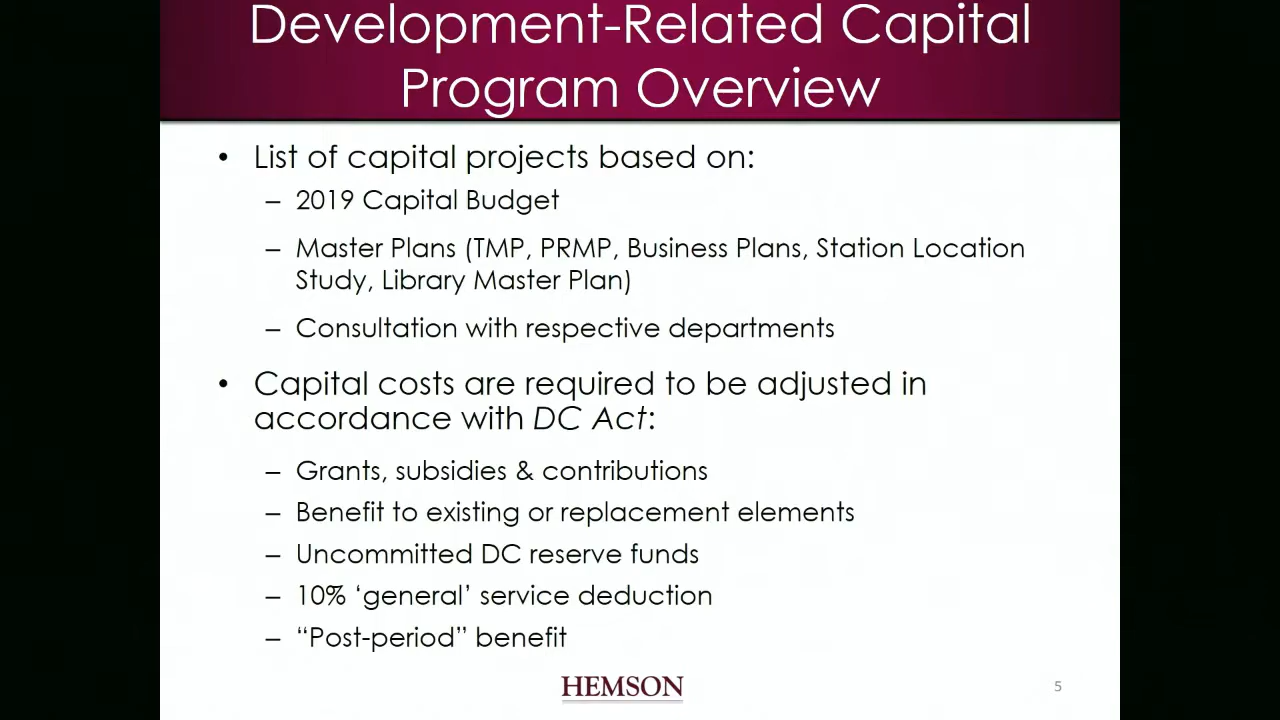 Development-Related Capital
Program Overview
• List of capital projects based on:
– 2019 Capital Budget
– Master Plans (TMP, PRMP, Business Plans, Station Location
Study, Library Master Plan)
– Consultation with respective departments
• Capital costs are required to be adjusted in
accordance with DC Act:
– Grants, subsidies & contributions
– Benefit to existing or replacement elements
– Uncommitted DC reserve funds
– 10% ‘general’ service deduction
– “Post-period” benefit
HEMSON
5